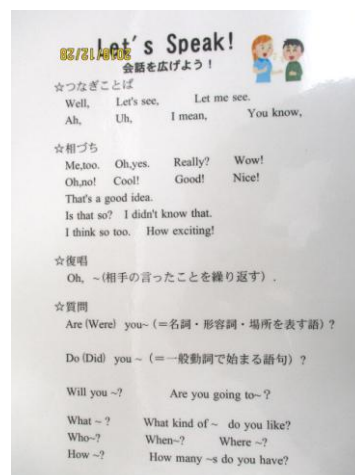 Let's Speak!
2019/12/28
会話を広げよう!
☆つなぎことば
Well, Let's see, Let me see.
Ah, Uh, I mean, You know,
☆相づち
Me,too. Oh,yes. Really? Wow!
Oh,no! Cool! Good! Nice!
That's a good idea.
Is that so? I didn't know that.
I think so too. How exciting!
☆復唱
Oh, ~(相手の言ったことを繰り返す).
☆質問
Are (Were) you~ (=名詞・形容詞・場所を表す語)?
Do (Did) you ~ (=一般動詞で始まる語句)?
Will you ~? Are you going to~?
What ~ ? What kind of ~ do you like?
Who~? When~? Where ~?
How ~? How many ~s do you have?